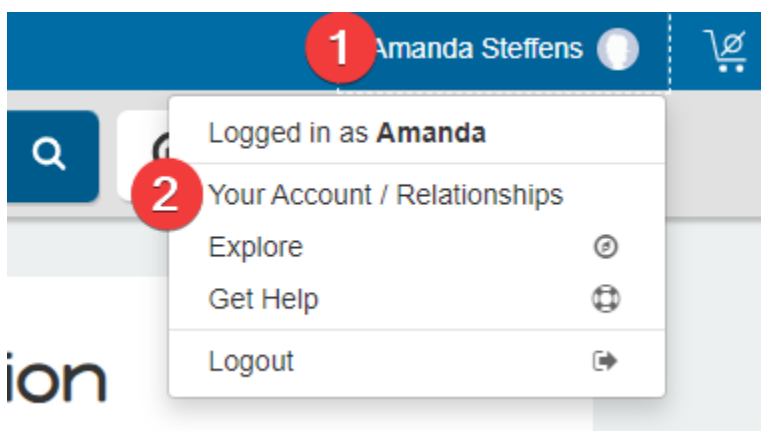 1 Amanda Steffens
Logged in as Amanda
2 Your Account / Relationships
Explore
Get Help
Logout
ion